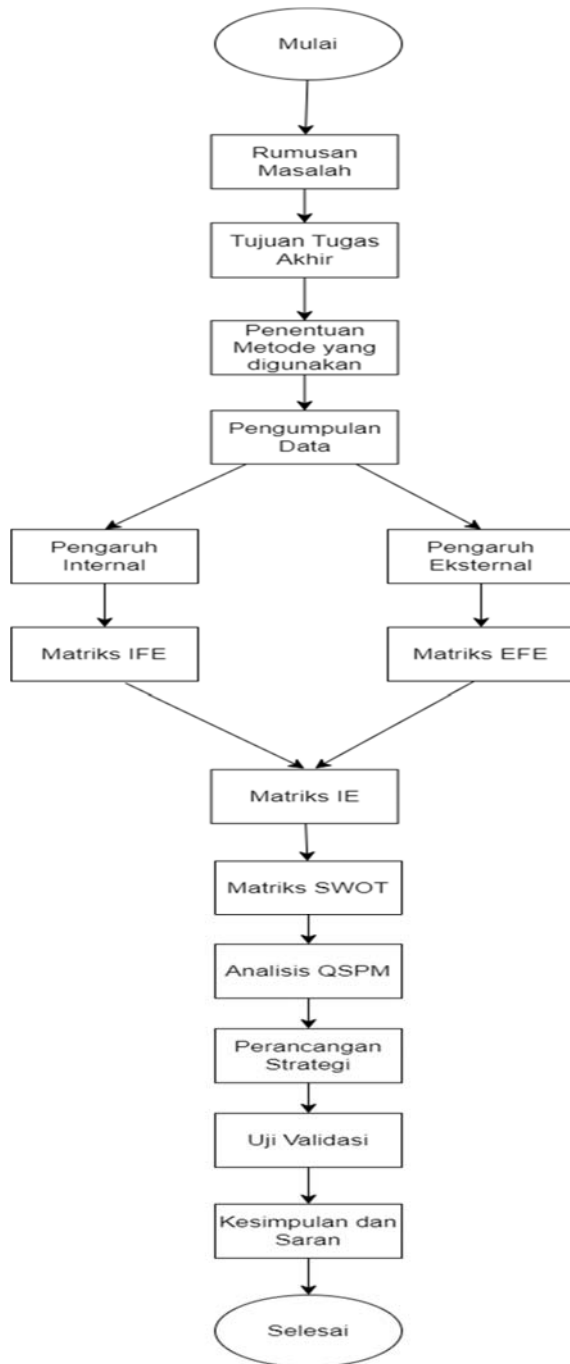 Mulai
Rumusan
Masalah
Tujuan Tugas
Akhir
Penentuan
Metode yang
digunakan
Pengumpulan
Data
Pengaruh
Internal
Pengaruh
Eksternal
Matriks IFE
Matriks EFE
Matriks IE
Matriks SWOT
Analisis QSPM
Perancangan
Strategi
Uji Validasi
Kesimpulan dan
Saran
Selesai